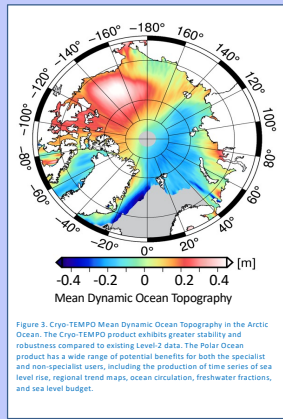 -180°
-160°
160°
-140°
140°
-120°
120°
-100°
100°
-80°
80°
-60°
60°
-40°
40°
-20°
20°
0°
[m]
-0.4 -0.2 0 0.2 0.4
Mean Dynamic Ocean Topography
Figure 3. Cryo-TEMPO Mean Dynamic Ocean Topography in the Arctic
Ocean. The Cryo-TEMPO product exhibits greater stability and
robustness compared to existing Level-2 data. The Polar Ocean
product has a wide range of potential benefits for both the specialist
and non-specialist users, including the production of time series of sea
level rise, regional trend maps, ocean circulation, freshwater fractions,
and sea level budget.